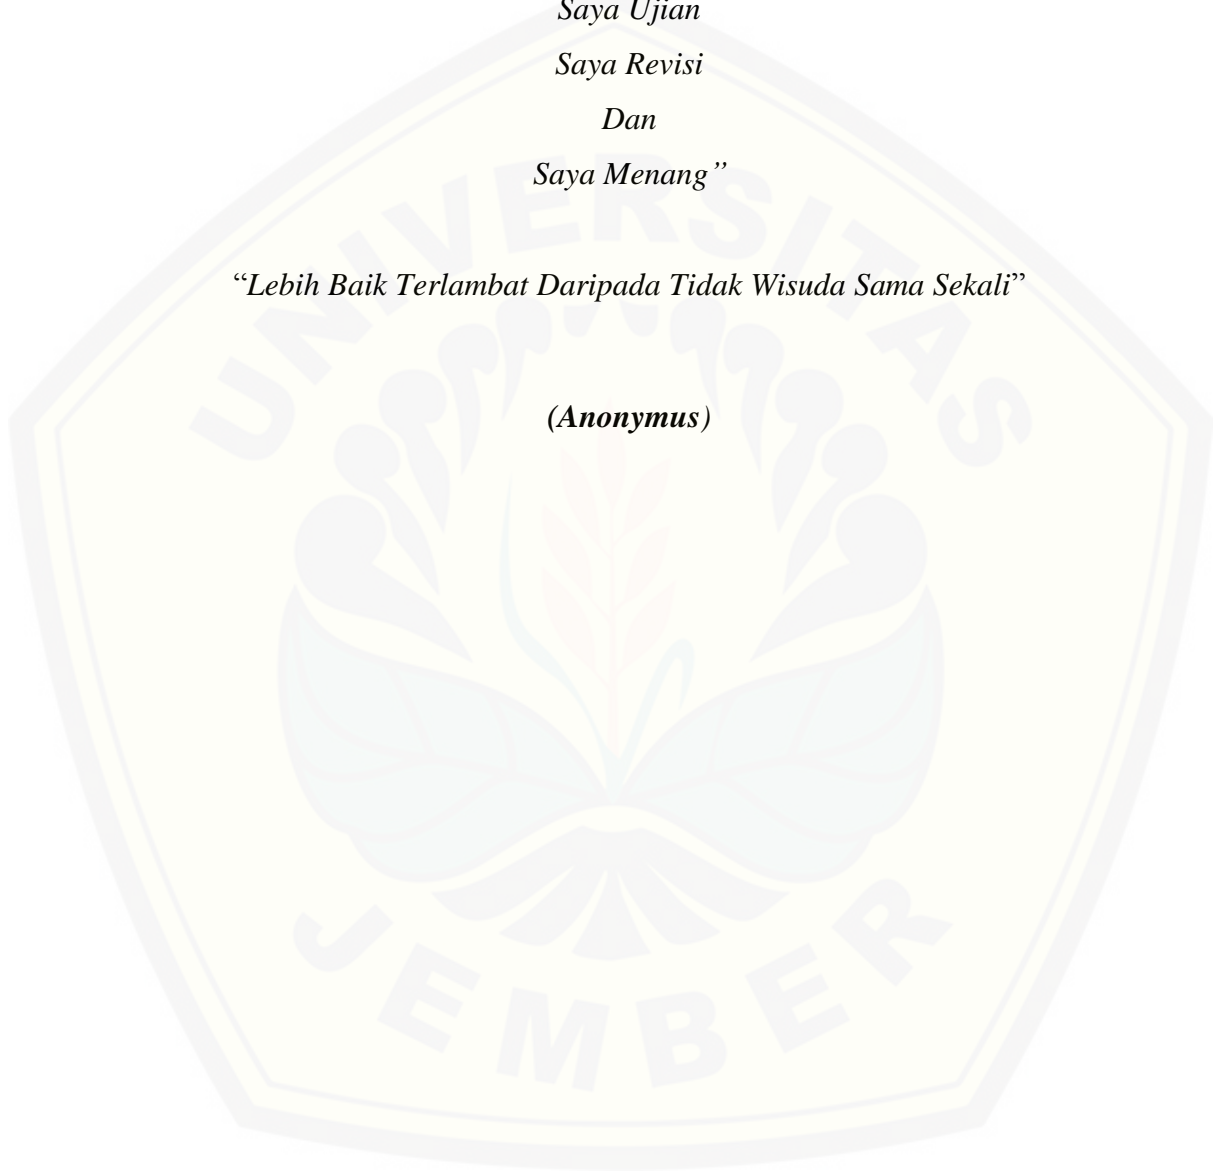 Saya Ujian
Saya Revisi
Dan
Saya Menang”
“Lebih Baik Terlambat Daripada Tidak Wisuda Sama Sekali”
(Anonymus)
UNIVERSITAS
JEMBER